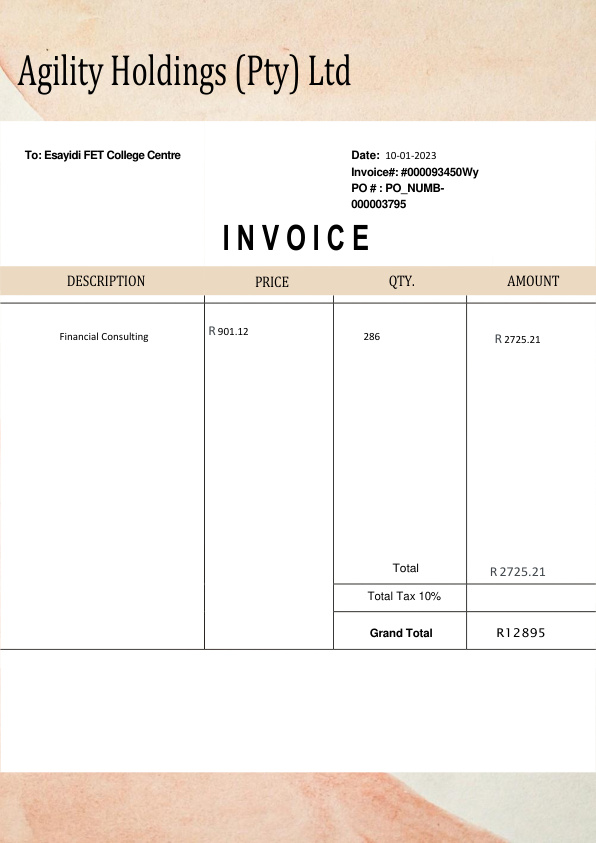 Agility Holdings (Pty) Ltd
To: Esayidi FET College Centre
Date: 10-01-2023
Invoice#: #000093450Wy
PO # : PO_NUMB-
000003795
INVOICE
DESCRIPTION PRICE QTY. AMOUNT
Financial Consulting R 901.12 286 R 2725.21
Total R 2725.21
Total Tax 10%
Grand Total R12895